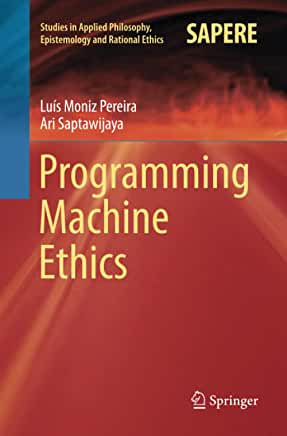 Studies in Applied Philosophy,
Epistemology and Rational Ethics
SAPERE
Luís Moniz Pereira
Ari Saptawijaya
Programming
Machine
Ethics
Springer